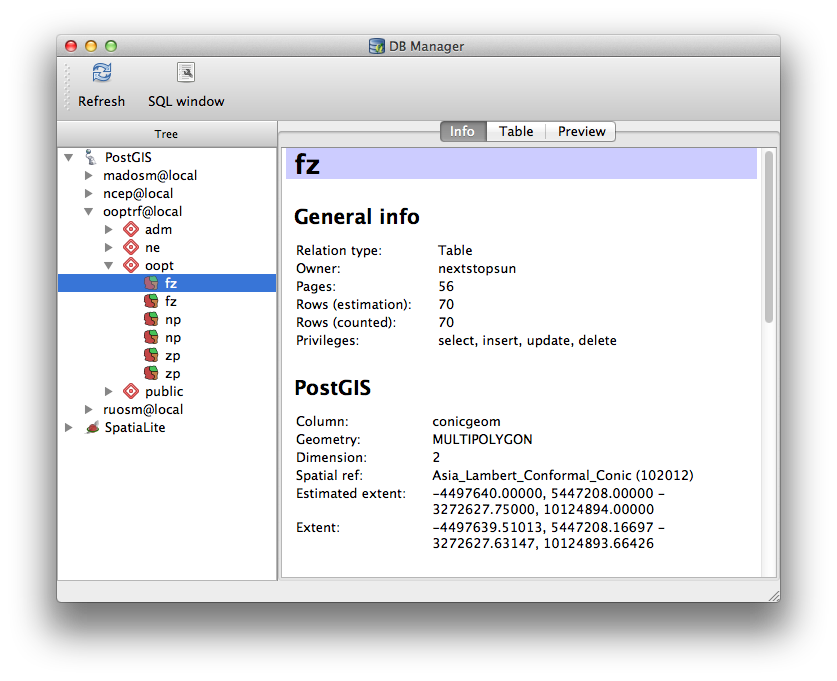 DB Manager
Refresh
SQL window
Tree
Info
Table
Preview
PostGIS
madosm@local
ncep@local
ooptrf@local
adm
ne
oopt
fz
fz
np
np
zp
zp
public
ruosm@local
SpatiaLite
fz
General info
Relation type: Table
Owner: nextstopsun
Pages: 56
Rows (estimation): 70
Rows (counted): 70
Privileges: select, insert, update, delete
PostGIS
Column: conicgeom
Geometry: MULTIPOLYGON
Dimension: 2
Spatial ref: Asia_Lambert_Conformal_Conic (102012)
Estimated extent: -4497640.00000, 5447208.00000 -
3272627.75000, 10124894.00000
Extent: -4497639.51013, 5447208.16697 -
3272627.63147, 10124893.66426